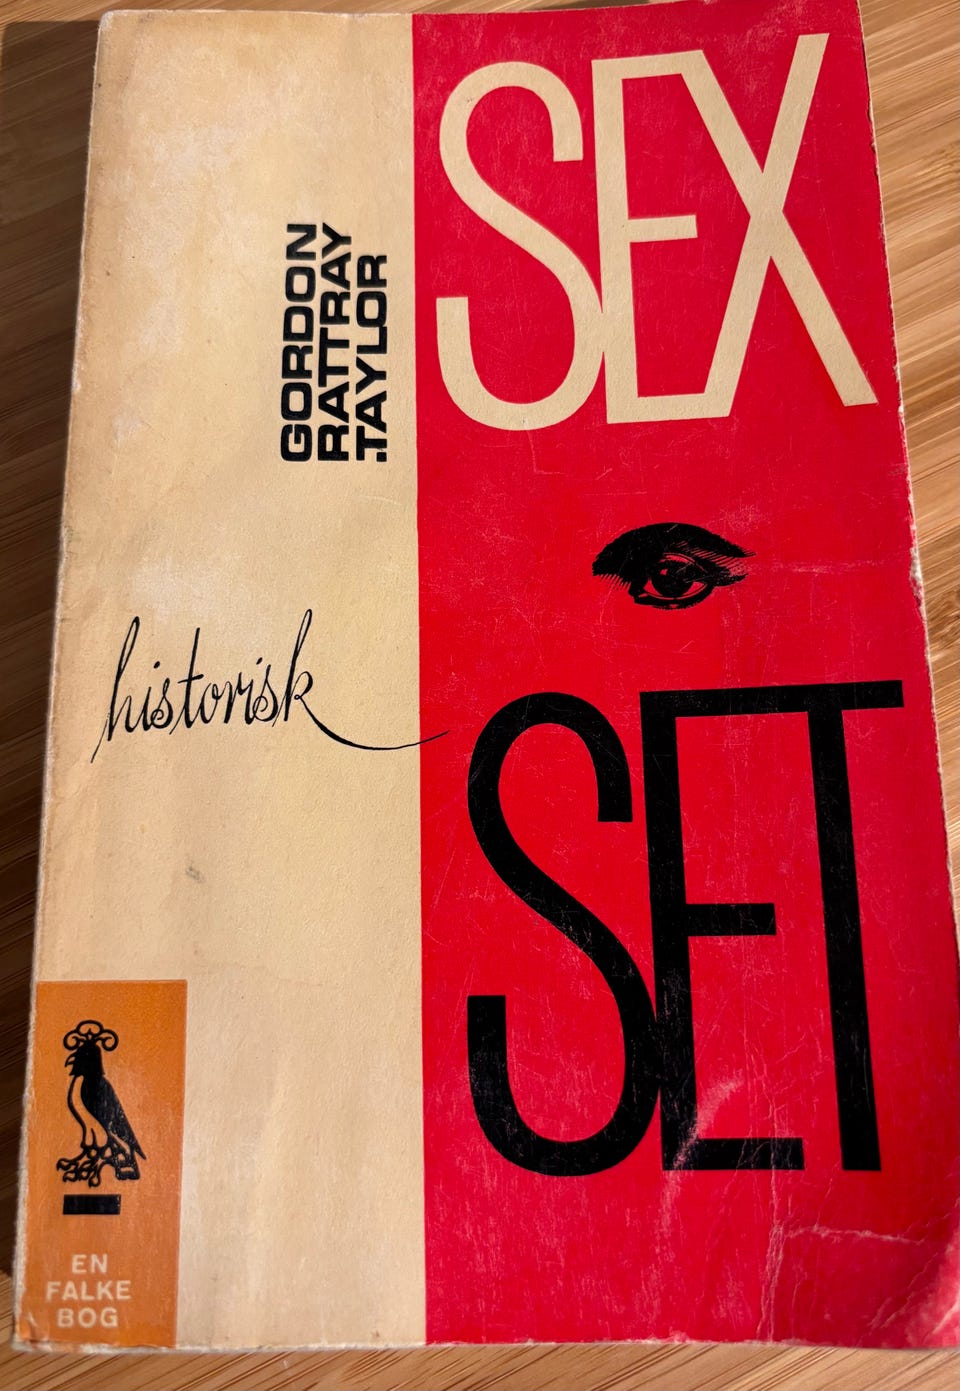 GORDON
RATTRAY
TAYLOR
SEX
historisk
SET
EN
FALKE
BOG